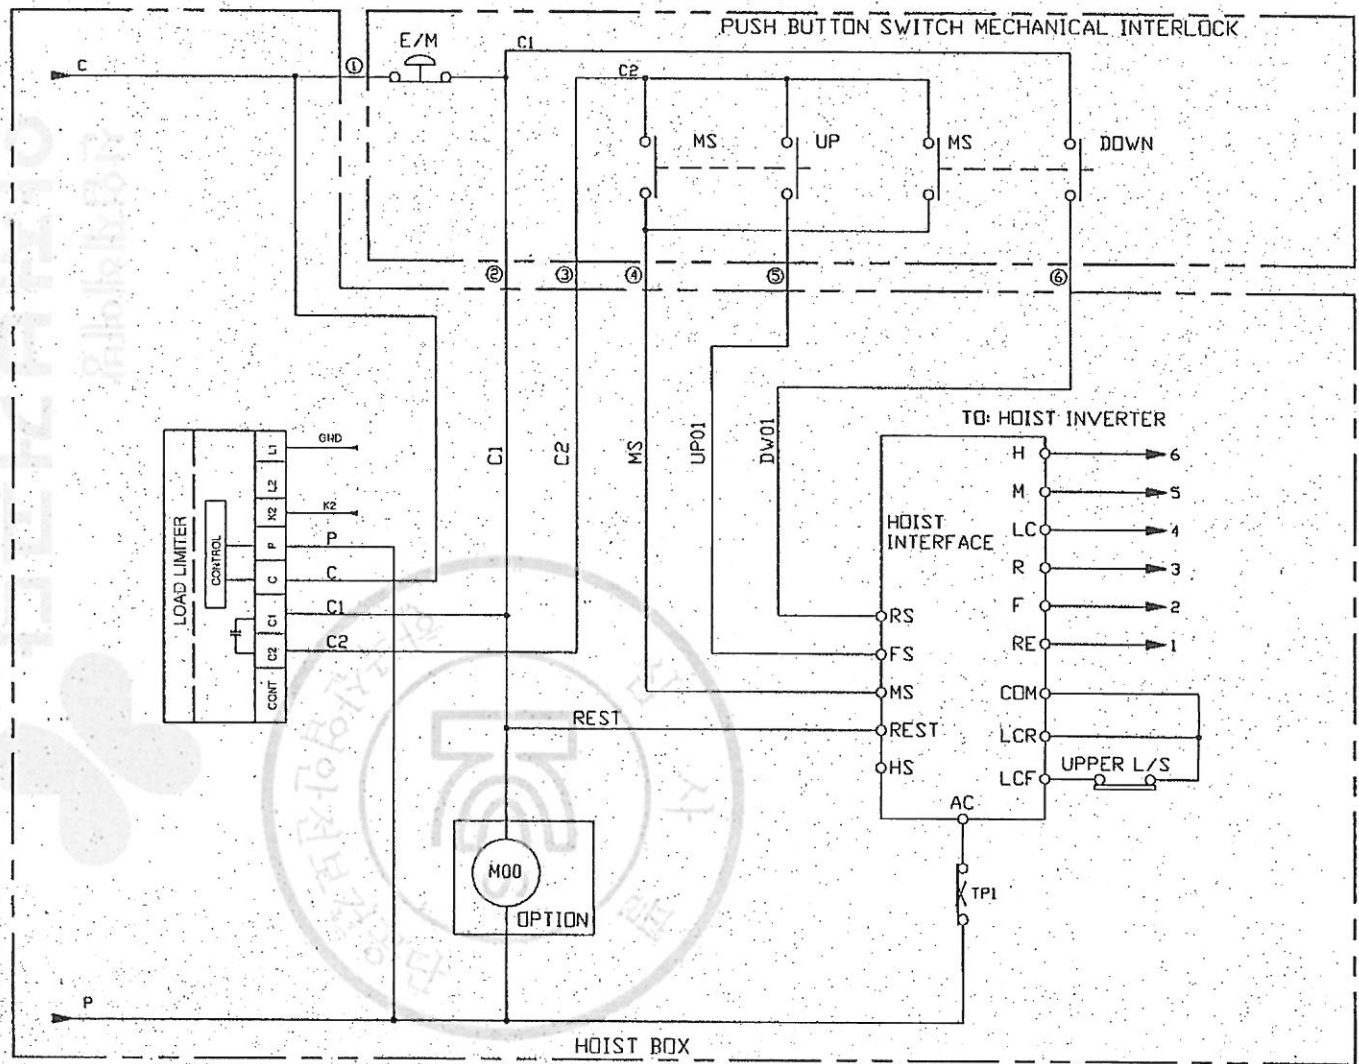 PUSH BUTTON SWITCH MECHANICAL INTERLOCK
E/M
C
①
C1
C2
MS
UP
MS
DOWN
②
③
④
⑤
⑥
C1
C2
MS
UP01
DW01
TO: HOIST INVERTER
LOAD LIMITER
CONTROL
L1
GND
L2
K2
K2
P
P
C
C
C1
C1
C2
C2
CONT
HOIST
INTERFACE
H
6
M
5
LC
4
R
3
F
2
RE
1
RS
FS
MS
REST
REST
HS
COM
LCR
LCF
UPPER L/S
AC
TP1
M00
OPTION
P
HOIST BOX